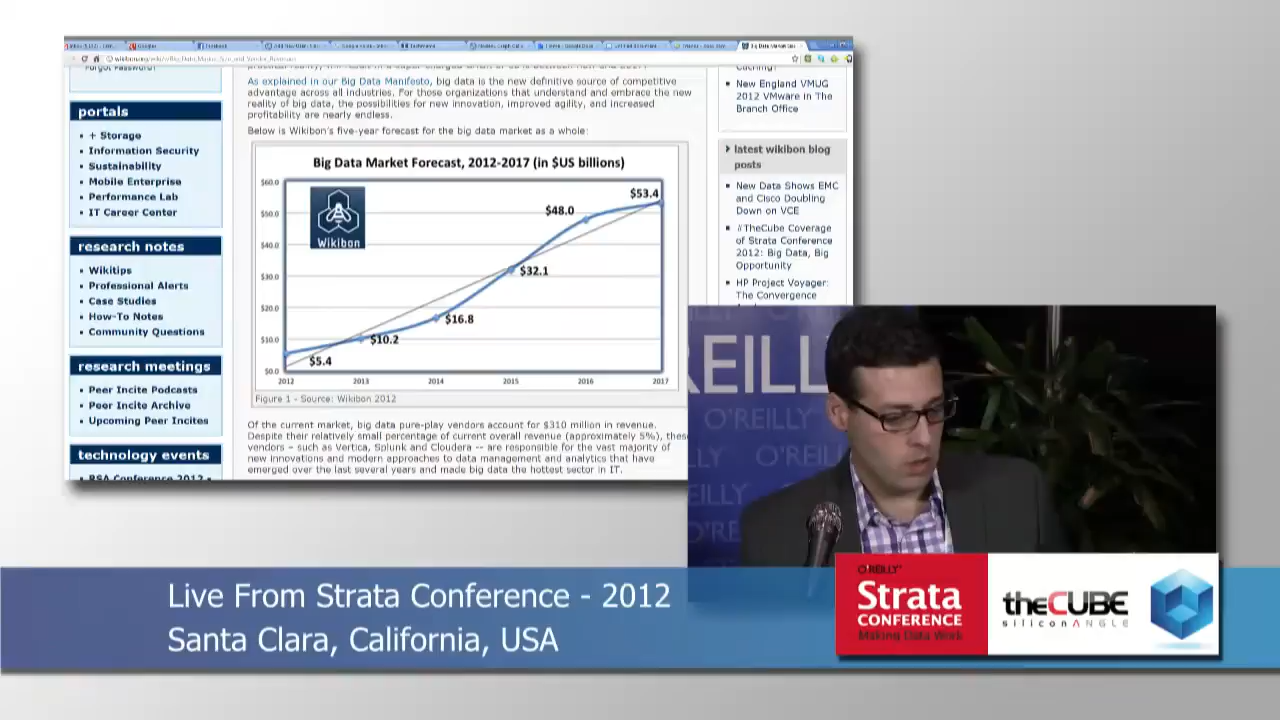 Google
Facebook
Forgot Password?
portals
+ Storage
Information Security
Sustainability
Mobile Enterprise
Performance Lab
IT Career Center
research notes
Wikitips
Professional Alerts
Case Studies
How-To Notes
Community Questions
research meetings
Peer Incite Podcasts
Peer Incite Archive
Upcoming Peer Incites
technology events
RSA Conference 2012 -
As explained in our Big Data Manifesto, big data is the new definitive source of competitive
advantage across all industries. For those organizations that understand and embrace the new
reality of big data, the possibilities for new innovation, improved agility, and increased
profitability are nearly endless.
Below is Wikibon's five-year forecast for the big data market as a whole:
Big Data Market Forecast, 2012-2017 (in $US billions)
$60.0
$50.0
$40.0
$30.0
$20.0
$10.0
$0.0
Wikibon
$5.4
$10.2
$16.8
$32.1
$48.0
$53.4
2012 2013 2014 2015 2016 2017
Figure 1 - Source: Wikibon 2012
Of the current market, big data pure-play vendors account for $310 million in revenue.
Despite their relatively small percentage of current overall revenue (approximately 5%), these
vendors – such as Vertica, Splunk and Cloudera -- are responsible for the vast majority of
new innovations and modern approaches to data management and analytics that have
emerged over the last several years and made big data the hottest sector in IT.
New England VMUG
2012 VMware in The
Branch Office
latest wikibon blog
posts
New Data Shows EMC
and Cisco Doubling
Down on VCE
#TheCube Coverage
of Strata Conference
2012: Big Data, Big
Opportunity
HP Project Voyager:
The Convergence
REILL
O'REILLY O'REILLY
LLY O'REI
REILLY
O'RE
Live From Strata Conference - 2012
Santa Clara, California, USA
O'REILLY
Strata
CONFERENCE
Making Data Work
theCUBE
siliconANGLE